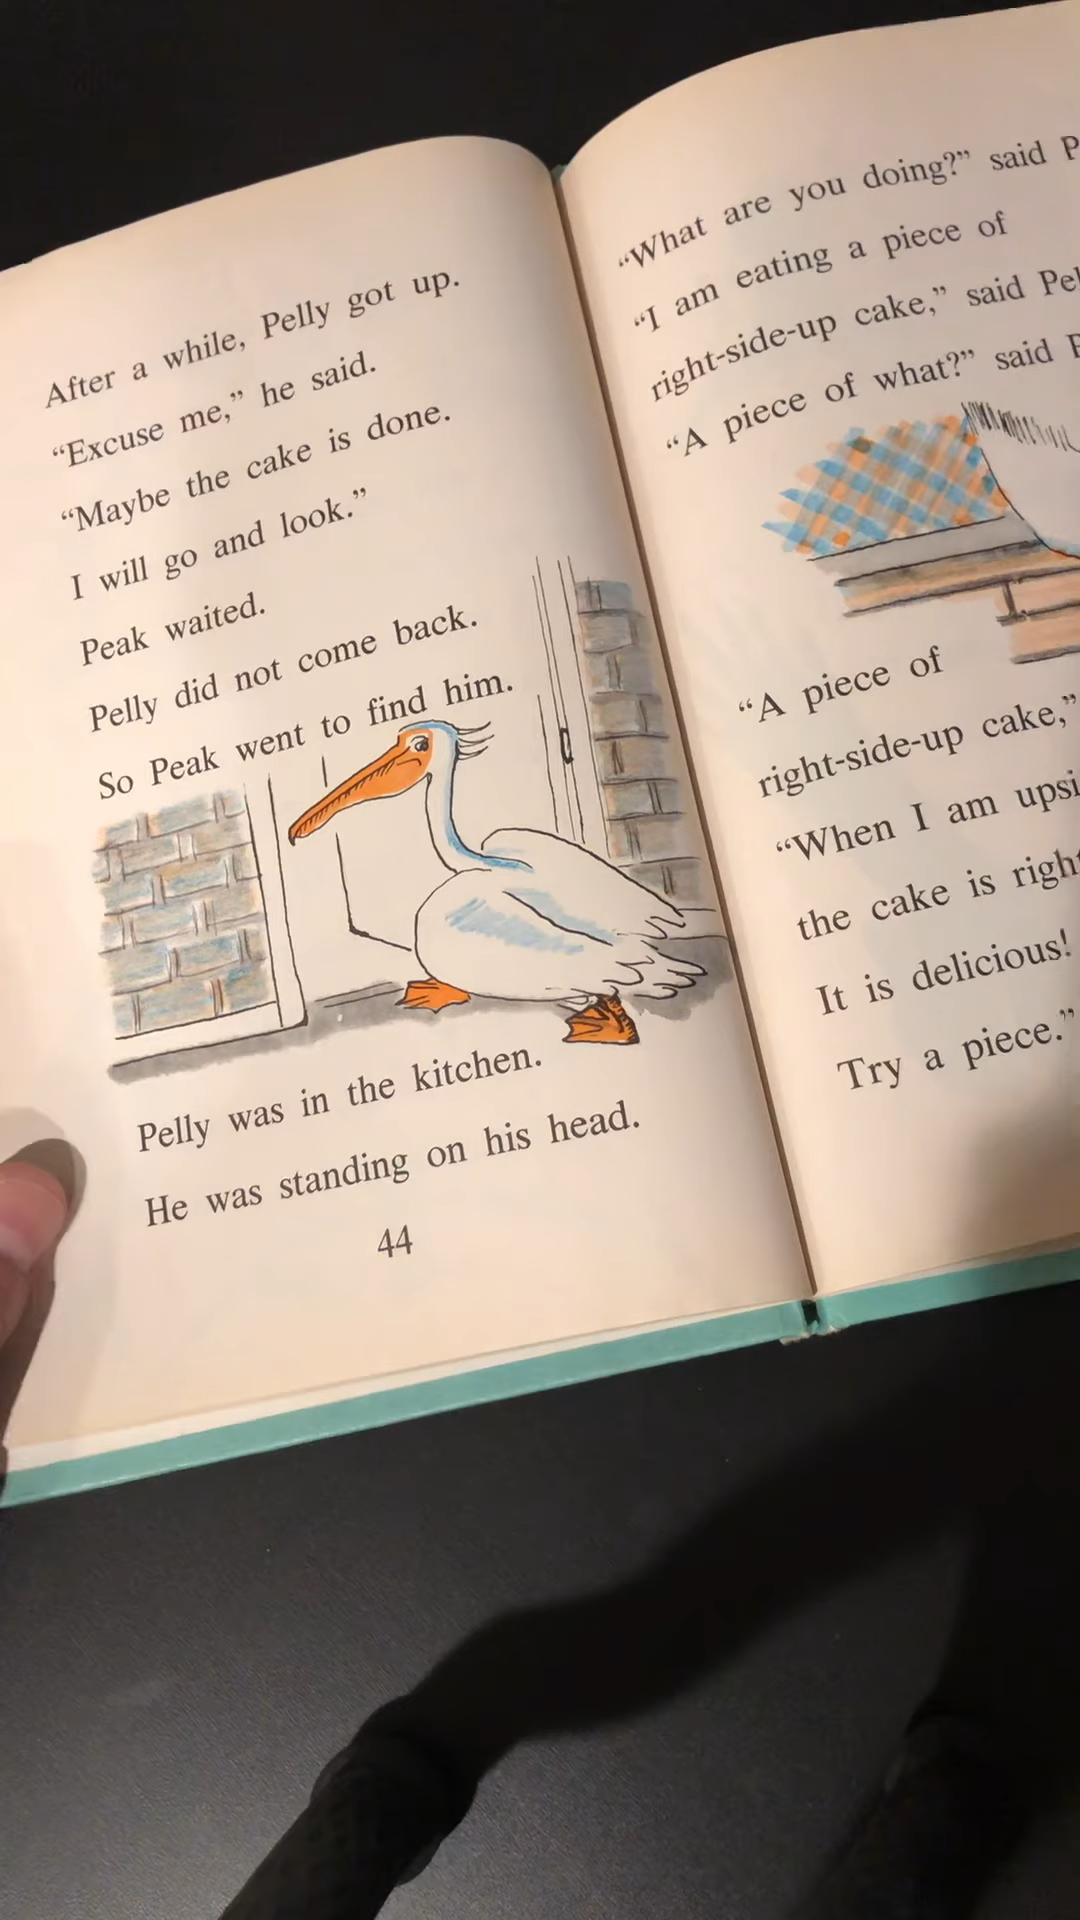 After a while, Pelly got up.
“Excuse me,” he said.
“Maybe the cake is done.
I will go and look.”
Peak waited.
Pelly did not come back.
So Peak went to find him.
Pelly was in the kitchen.
He was standing on his head.
44
“What are you doing?” said
“I am eating a piece of
right-side-up cake,” said
“A piece of what?” said
“A piece of
right-side-up cake,”
“When I am
the cake is
It is delicious!
Try a piece.”